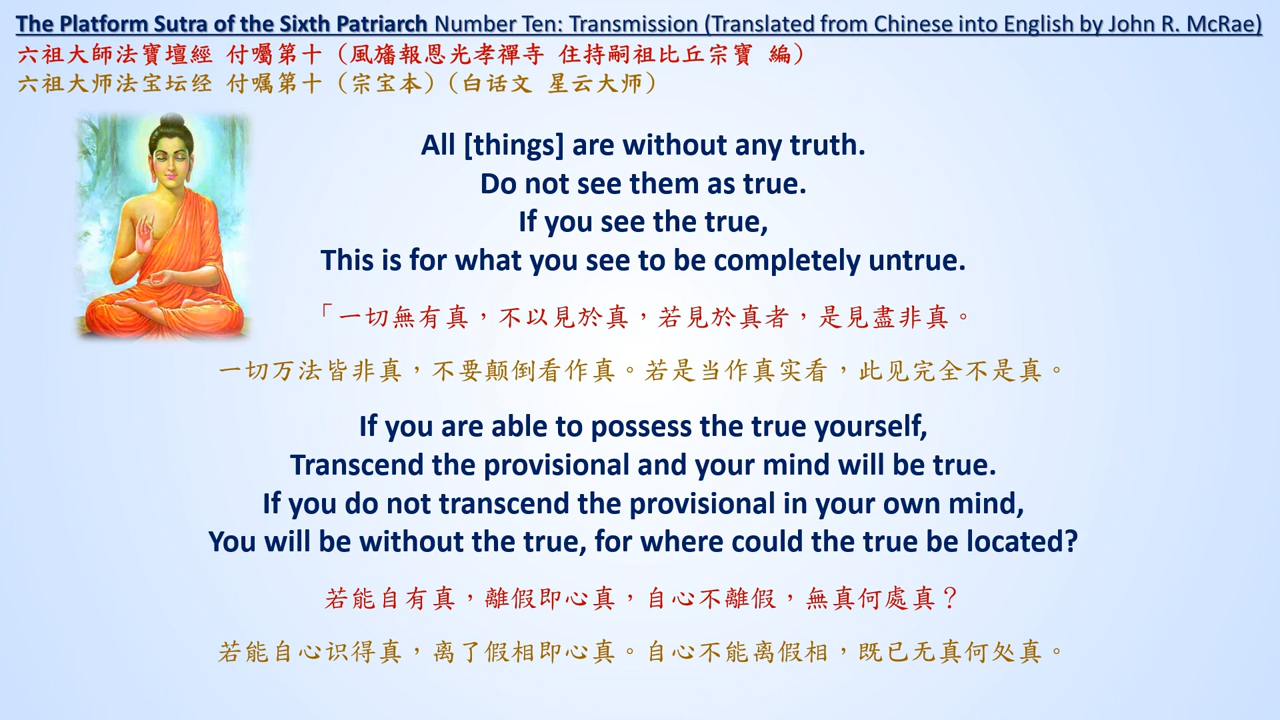 The Platform Sutra of the Sixth Patriarch Number Ten: Transmission (Translated from Chinese into English by John R. McRae)
六祖大師法寶壇經 付囑第十（風旛報恩光孝禪寺 住持嗣祖比丘宗寶 編）
六祖大师法宝坛经 付嘱第十（宗宝本）（白话文 星云大师）
All [things] are without any truth.
Do not see them as true.
If you see the true,
This is for what you see to be completely untrue.
「一切無有真，不以見於真，若見於真者，是見盡非真。
一切万法皆非真，不要颠倒看作真。若是当作真实看，此见完全不是真。
If you are able to possess the true yourself,
Transcend the provisional and your mind will be true.
If you do not transcend the provisional in your own mind,
You will be without the true, for where could the true be located?
若能自有真，離假即心真，自心不離假，無真何處真？
若能自心识得真，离了假相即心真。自心不能离假相，既已无真何处真。